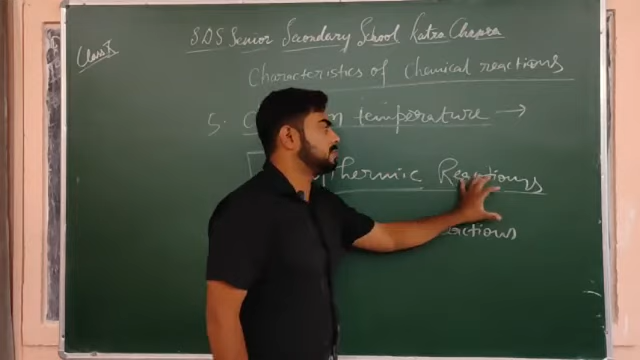 Class X
SDS Senior Secondary School Katra Chapra
Characteristics of chemical reactions
5. temperature →
thermic Reactions
actions